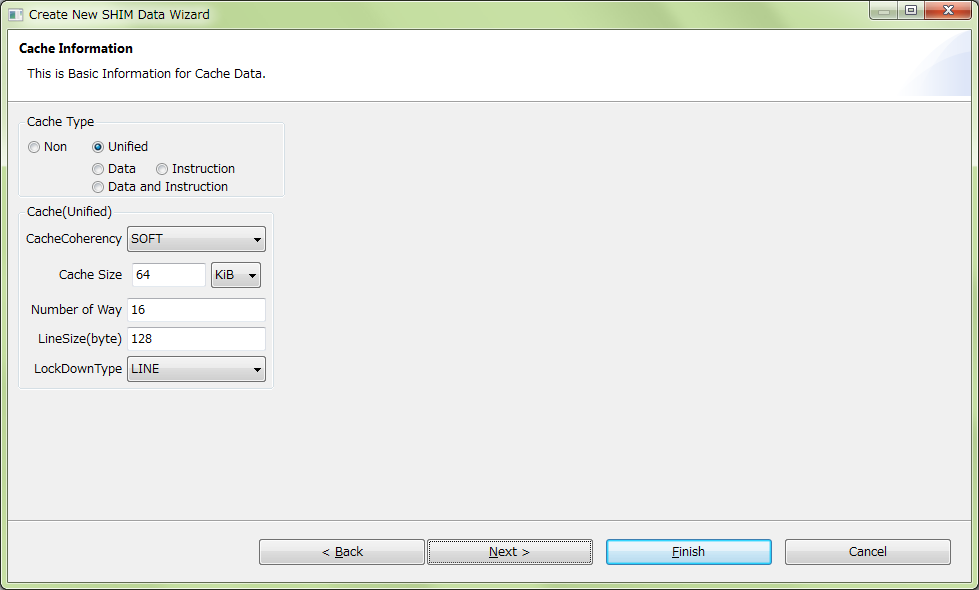 Create New SHIM Data Wizard
Cache Information
This is Basic Information for Cache Data.
Cache Type
Non Unified
Data Instruction
Data and Instruction
Cache(Unified)
CacheCoherency SOFT
Cache Size 64 KiB
Number of Way 16
LineSize(byte) 128
LockDownType LINE
< Back Next > Finish Cancel